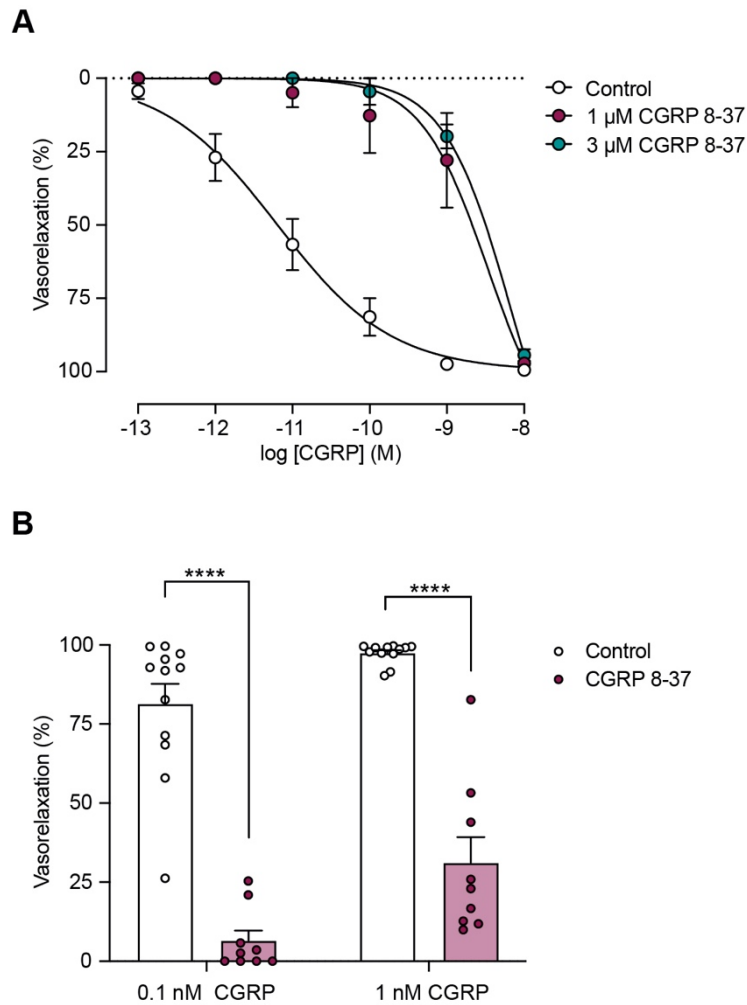 A
0
25
50
75
100
Vasorelaxation (%)
-13 -12 -11 -10 -9 -8
log [CGRP] (M)
Control
1 µM CGRP 8-37
3 µM CGRP 8-37
B
**** ****
100
75
50
25
0
Vasorelaxation (%)
0.1 nM CGRP 1 nM CGRP
Control
CGRP 8-37